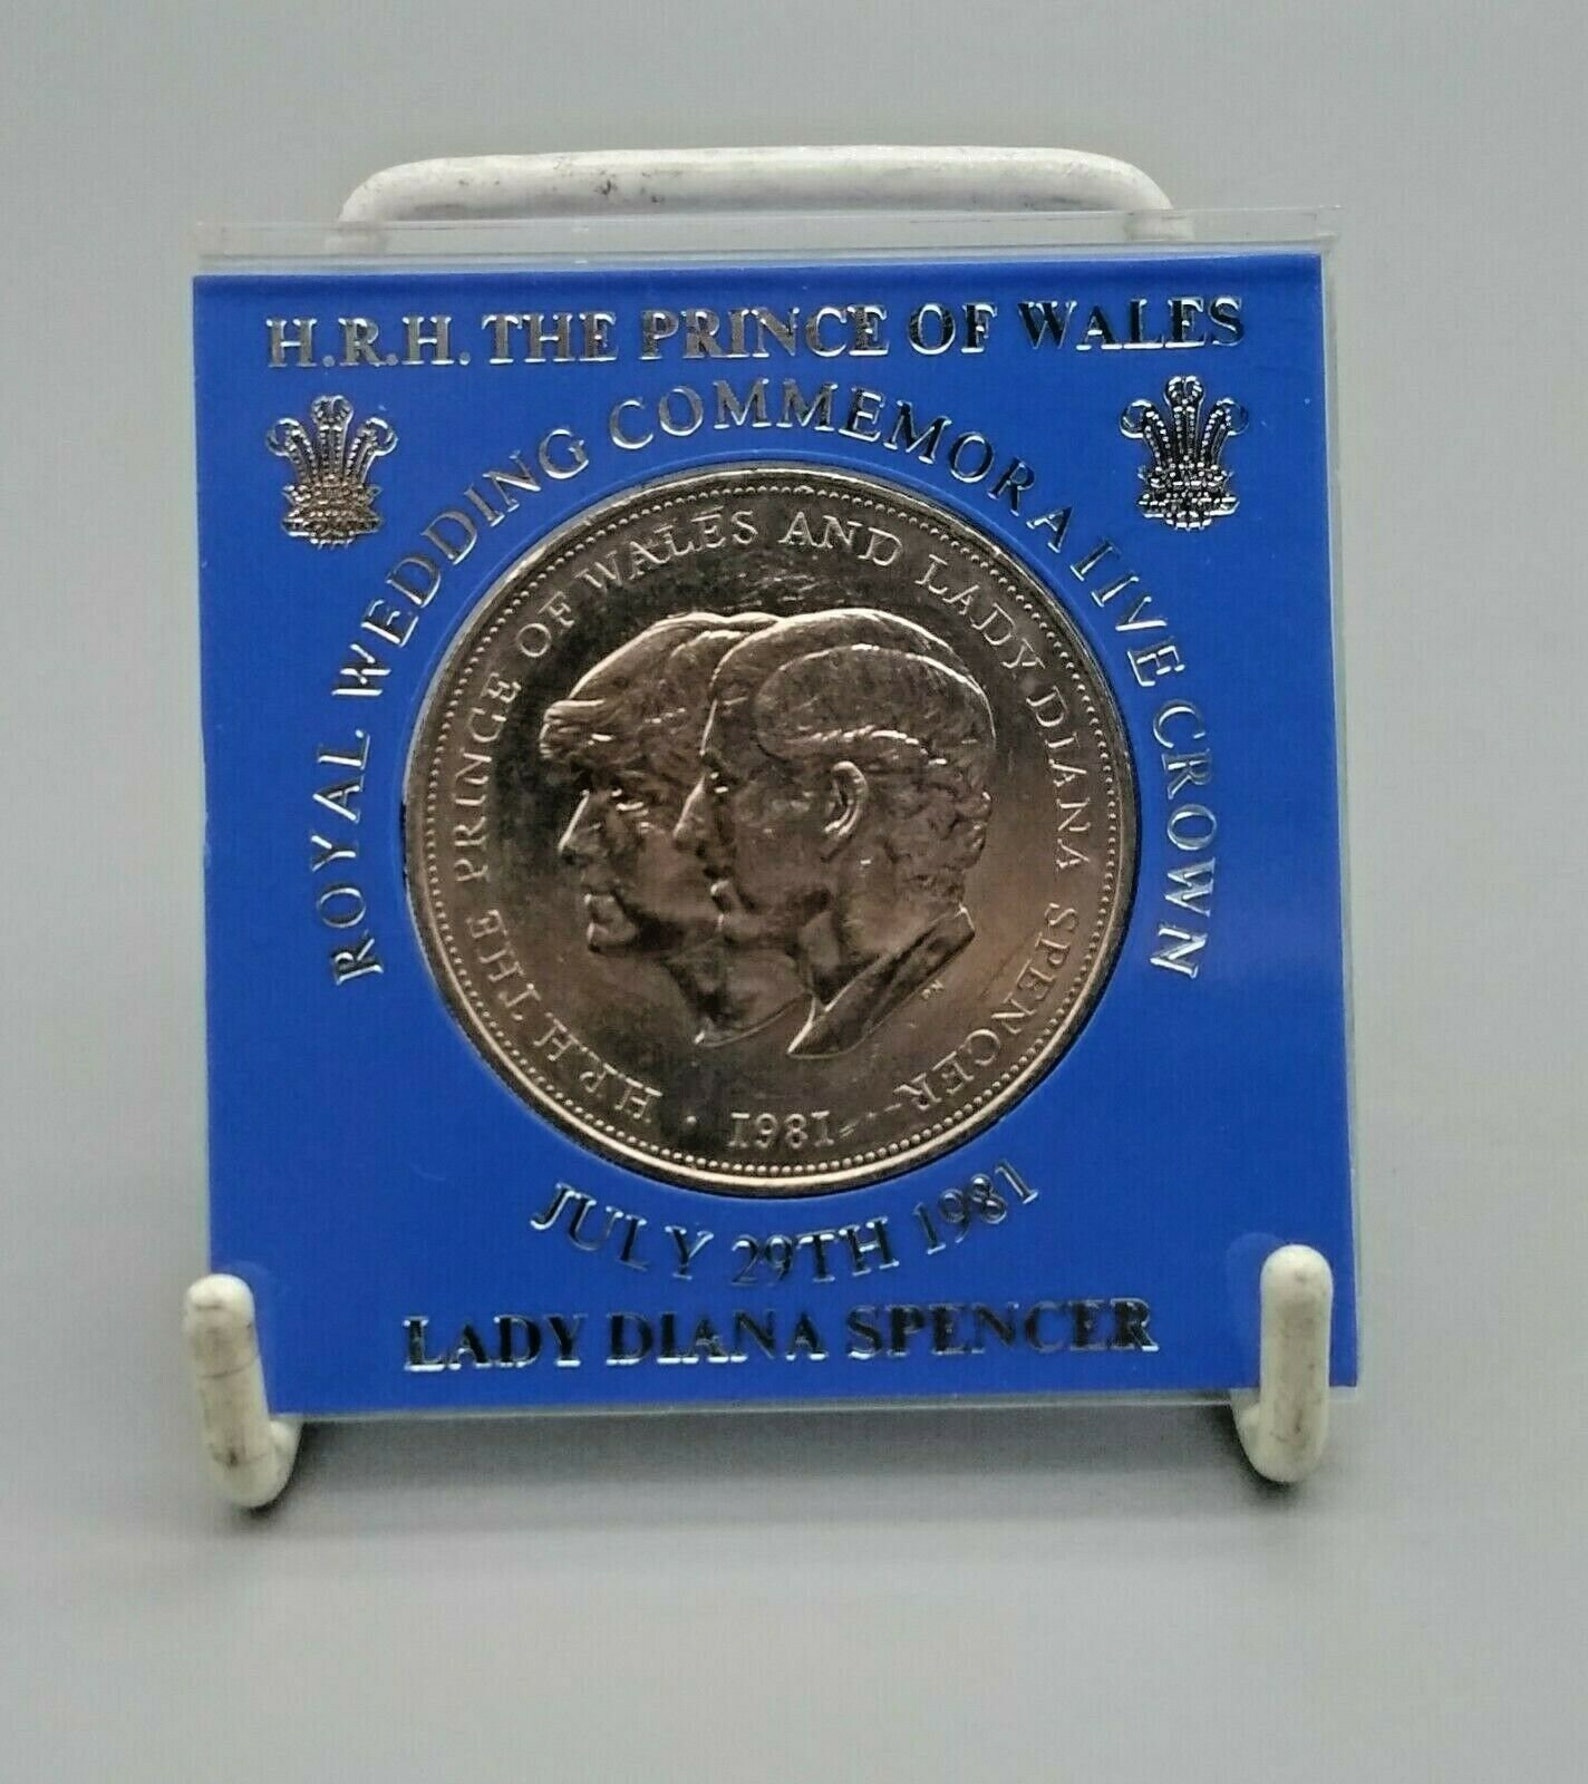 H.R.H. THE PRINCE OF WALES
ROYAL WEDDING COMMEMORATIVE CROWN
H.R.H. THE PRINCE OF WALES AND LADY DIANA SPENCER
PN
· 1981 ·
JULY 29TH 1981
LADY DIANA SPENCER